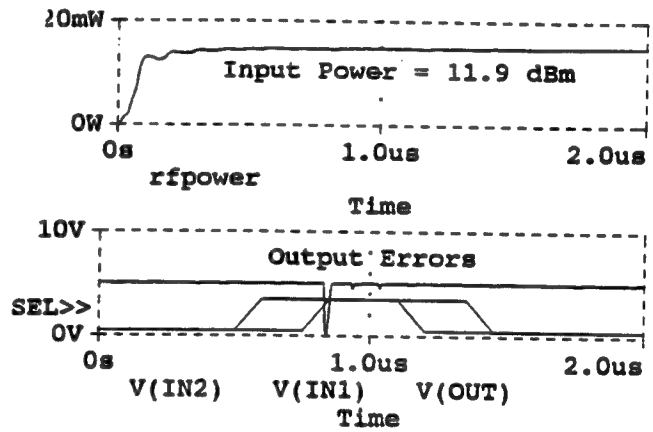 20mW
Input Power = 11.9 dBm
0W
0s 1.0us 2.0us
rfpower
Time
10V
Output Errors
SEL>>
0V
0s 1.0us 2.0us
V(IN2) V(IN1) V(OUT)
Time